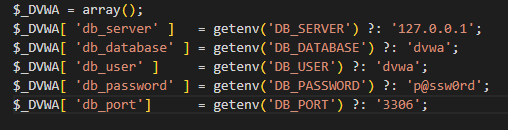 $_DVWA = array();
$_DVWA[ 'db_server' ]   = getenv('DB_SERVER') ?: '127.0.0.1';
$_DVWA[ 'db_database' ] = getenv('DB_DATABASE') ?: 'dvwa';
$_DVWA[ 'db_user' ]     = getenv('DB_USER') ?: 'dvwa';
$_DVWA[ 'db_password' ] = getenv('DB_PASSWORD') ?: 'p@ssw0rd';
$_DVWA[ 'db_port']      = getenv('DB_PORT') ?: '3306';